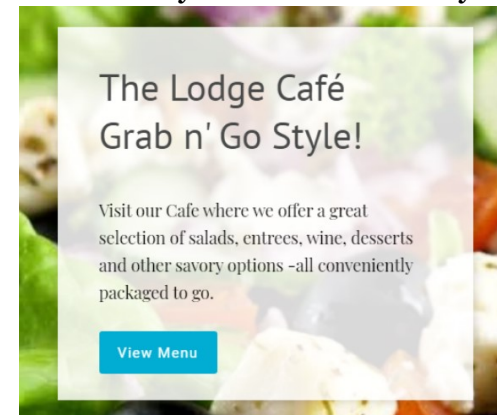 The Lodge Café
Grab n' Go Style!
Visit our Cafe where we offer a great
selection of salads, entrees, wine, desserts
and other savory options -all conveniently
packaged to go.
View Menu